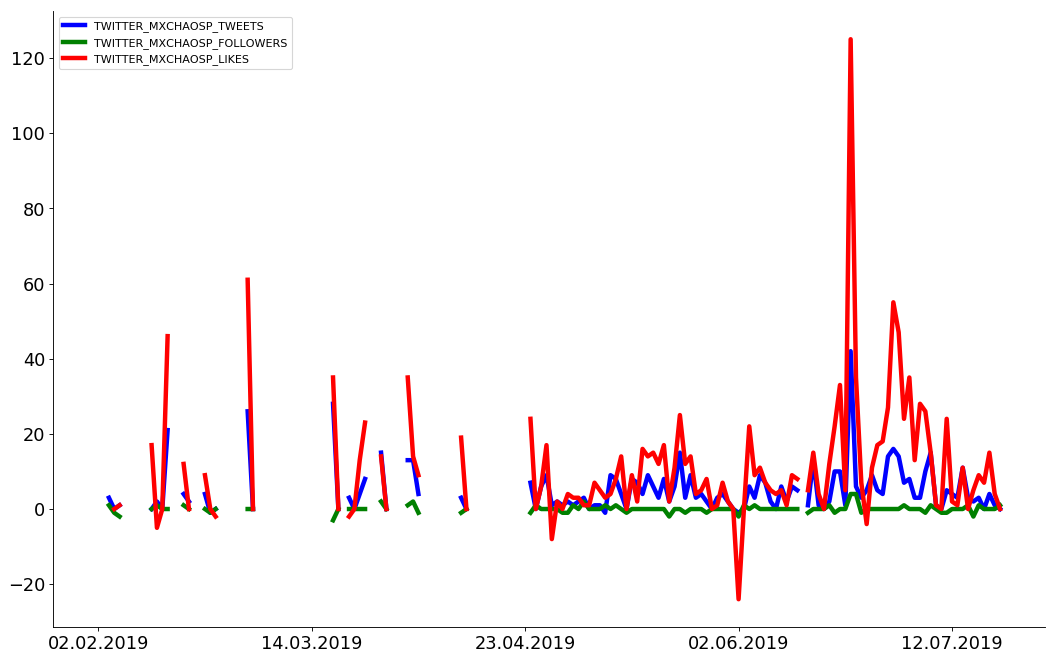 TWITTER_MXCHAOSP_TWEETS
TWITTER_MXCHAOSP_FOLLOWERS
TWITTER_MXCHAOSP_LIKES
120
100
80
60
40
20
0
−20
02.02.2019 14.03.2019 23.04.2019 02.06.2019 12.07.2019